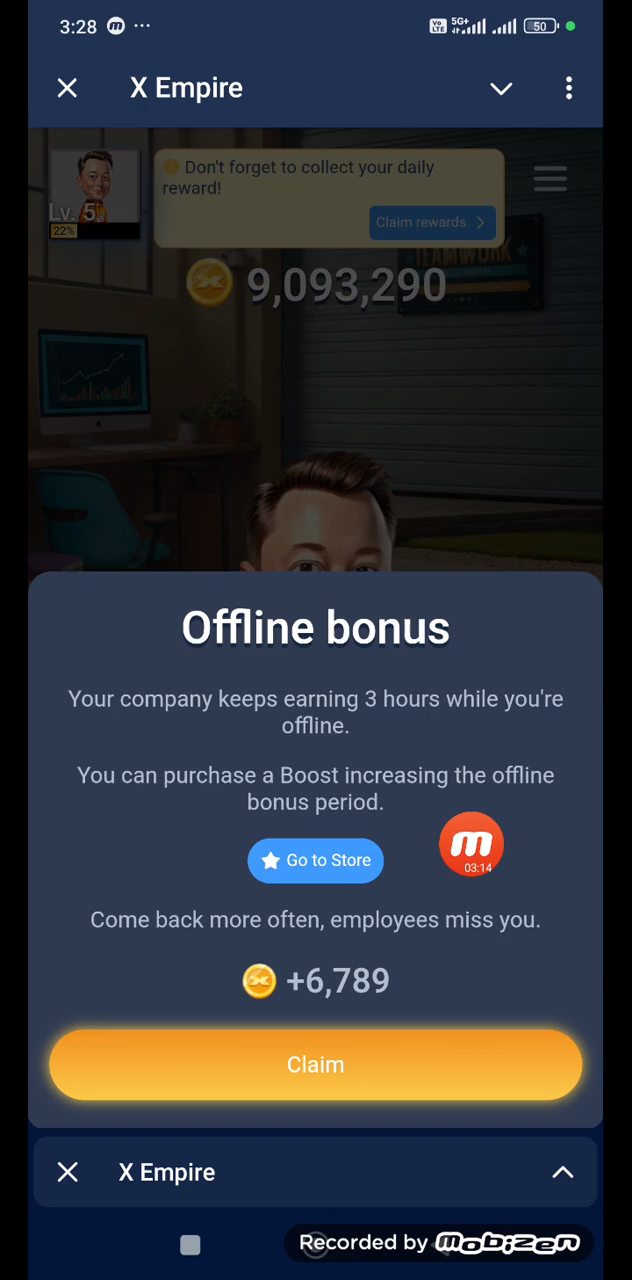 3:28 m ...
Vo LTE 5G+ 50
X Empire
Don't forget to collect your daily
reward!
Lv. 5
22%
Claim rewards
TEAMWORK
9,093,290
Offline bonus
Your company keeps earning 3 hours while you're
offline.
You can purchase a Boost increasing the offline
bonus period.
Go to Store
m
03:14
Come back more often, employees miss you.
+6,789
Claim
X Empire
Recorded by mobizen